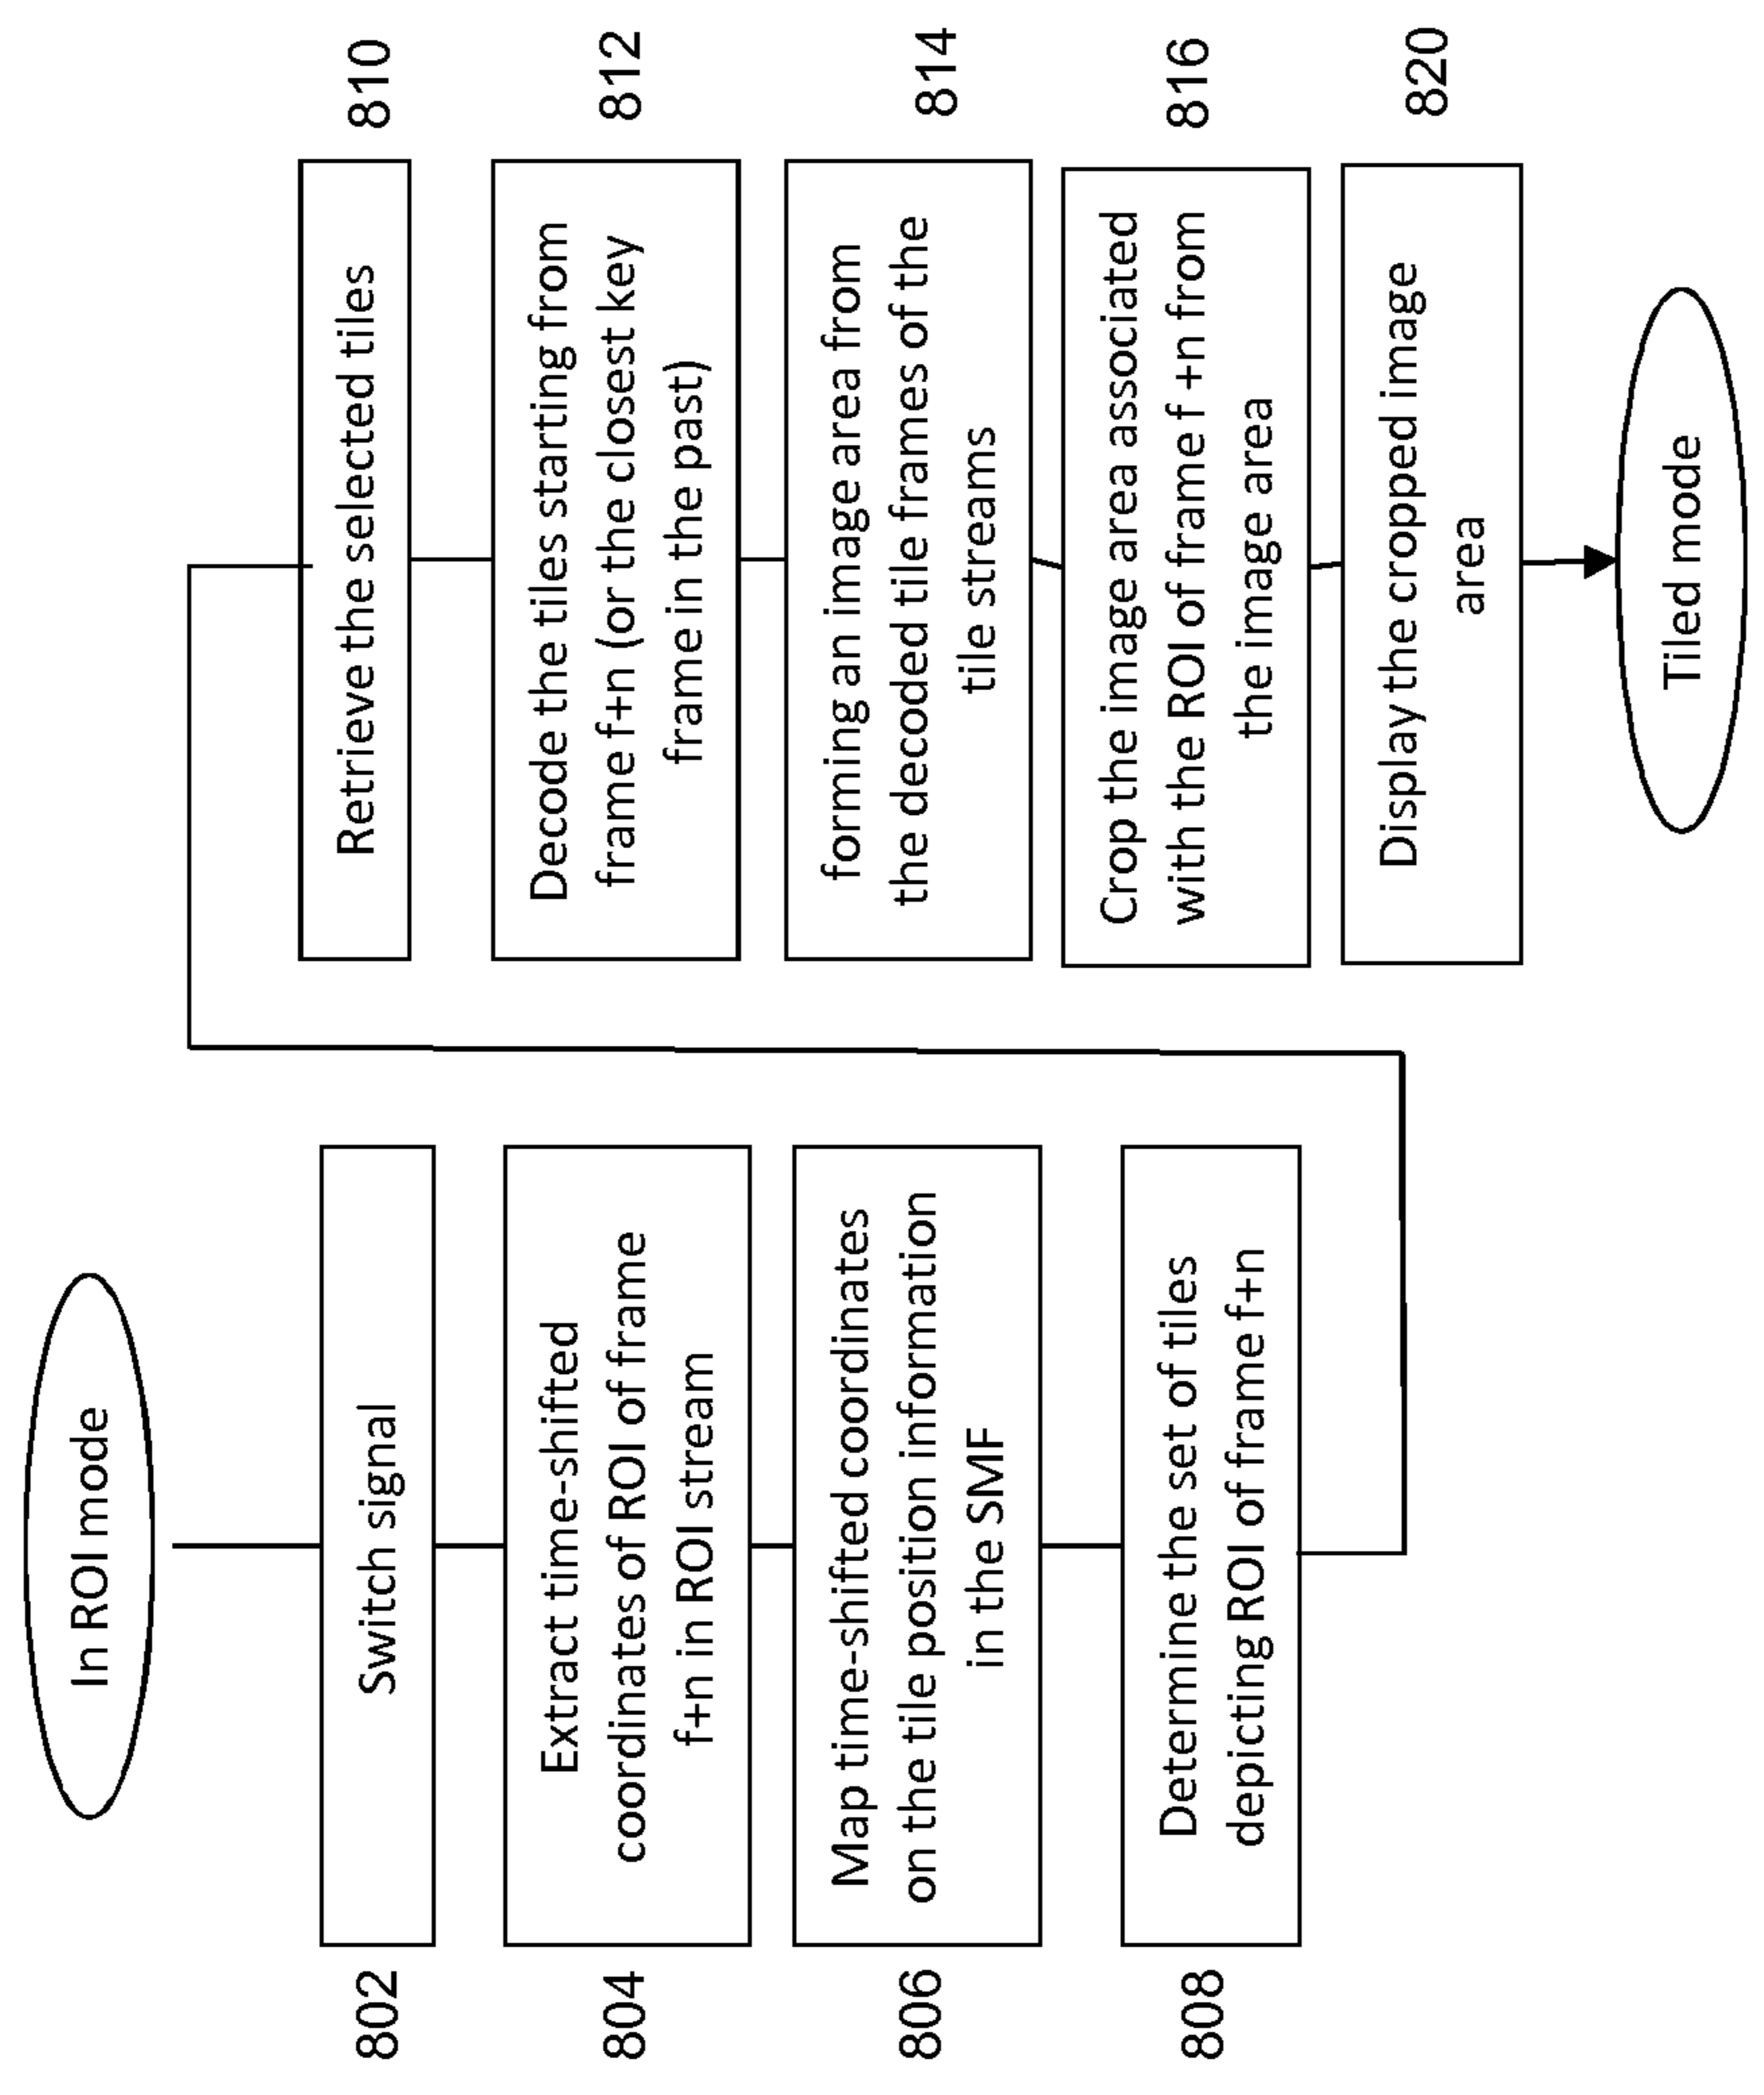 In ROI mode
802
Switch signal
804
Extract time-shifted
coordinates of ROI of frame
f+n in ROI stream
806
Map time-shifted coordinates
on the tile position information
in the SMF
808
Determine the set of tiles
depicting ROI of frame f+n
Retrieve the selected tiles
810
Decode the tiles starting from
frame f+n (or the closest key
frame in the past)
812
forming an image area from
the decoded tile frames of the
tile streams
814
Crop the image area associated
with the ROI of frame f +n from
the image area
816
Display the cropped image
area
820
Tiled mode